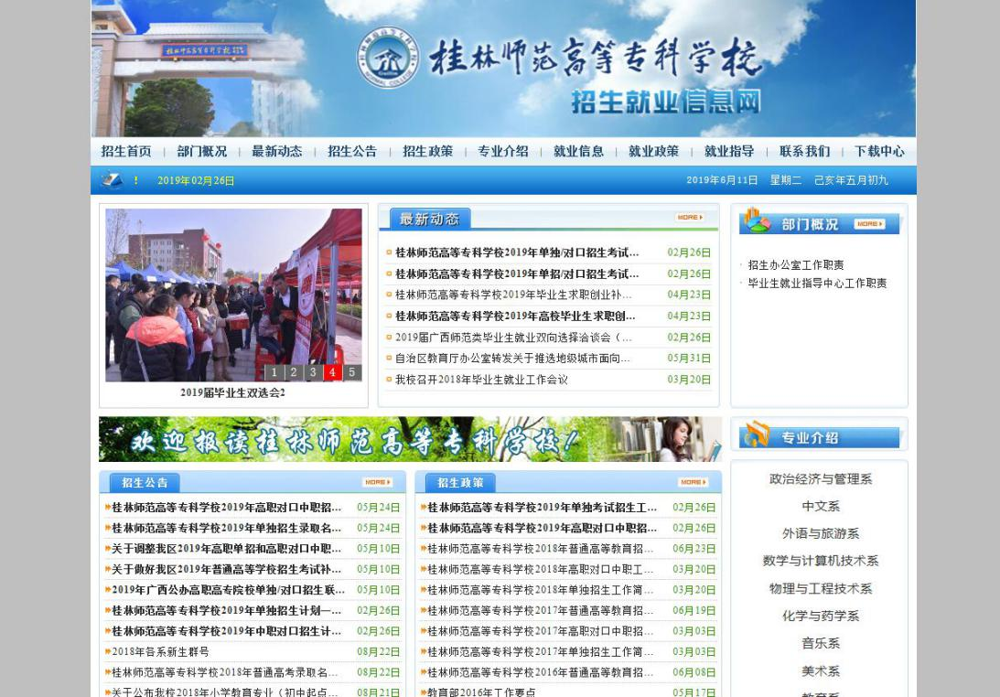 桂林师范高等专科学校
招生就业信息网
招生首页 | 部门概况 | 最新动态 | 招生公告 | 招生政策 | 专业介绍 | 就业信息 | 就业政策 | 就业指导 | 联系我们 | 下载中心
! 2019年02月26日
2019年6月11日 星期二 己亥年五月初九
1 2 3 4 5
2019届毕业生双选会2
最新动态 MORE
桂林师范高等专科学校2019年单独/对口招生考试... 02月26日
桂林师范高等专科学校2019年单招/对口招生考试... 02月26日
桂林师范高等专科学校2019年毕业生求职创业补... 04月23日
桂林师范高等专科学校2019年高校毕业生求职创... 04月23日
2019届广西师范类毕业生就业双向选择洽谈会（... 02月26日
自治区教育厅办公室转发关于推选地级城市面向... 05月31日
我校召开2018年毕业生就业工作会议 03月20日
部门概况 MORE
招生办公室工作职责
毕业生就业指导中心工作职责
欢迎报读桂林师范高等专科学校!
招生公告 MORE
桂林师范高等专科学校2019年高职对口中职招... 05月24日
桂林师范高等专科学校2019年单独招生录取名... 05月24日
关于调整我区2019年高职单招和高职对口中职... 05月10日
关于做好我区2019年普通高等学校招生考试补... 05月10日
2019年广西公办高职高专院校单独/对口招生联... 05月10日
桂林师范高等专科学校2019年单独招生计划一... 02月26日
桂林师范高等专科学校2019年中职对口招生计... 02月26日
2018年各系新生群号 08月22日
桂林师范高等专科学校2018年普通高考录取名... 08月22日
关于公布我校2018年小学教育专业（初中起点... 08月21日
招生政策 MORE
桂林师范高等专科学校2019年单独考试招生工... 02月26日
桂林师范高等专科学校2019年高职对口中职招... 02月26日
桂林师范高等专科学校2018年普通高等教育招... 06月23日
桂林师范高等专科学校2018年高职对口中职工... 03月20日
桂林师范高等专科学校2018年单独招生工作简... 03月20日
桂林师范高等专科学校2017年普通高等教育招... 06月19日
桂林师范高等专科学校2017年高职对口中职招... 03月03日
桂林师范高等专科学校2017年单独招生工作简... 03月03日
桂林师范高等专科学校2016年普通高等教育招... 06月08日
教育部2016年工作要点 05月17日
专业介绍
政治经济与管理系
中文系
外语与旅游系
数学与计算机技术系
物理与工程技术系
化学与药学系
音乐系
美术系
教育系